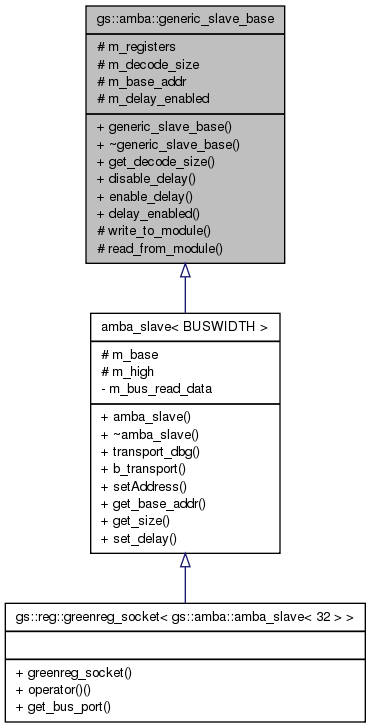 gs::amba::generic_slave_base
# m_registers
# m_decode_size
# m_base_addr
# m_delay_enabled
+ generic_slave_base()
+ ~generic_slave_base()
+ get_decode_size()
+ disable_delay()
+ enable_delay()
+ delay_enabled()
# write_to_module()
# read_from_module()
amba_slave< BUSWIDTH >
# m_base
# m_high
- m_bus_read_data
+ amba_slave()
+ ~amba_slave()
+ transport_dbg()
+ b_transport()
+ setAddress()
+ get_base_addr()
+ get_size()
+ set_delay()
gs::reg::greenreg_socket< gs::amba::amba_slave< 32 > >
+ greenreg_socket()
+ operator()()
+ get_bus_port()